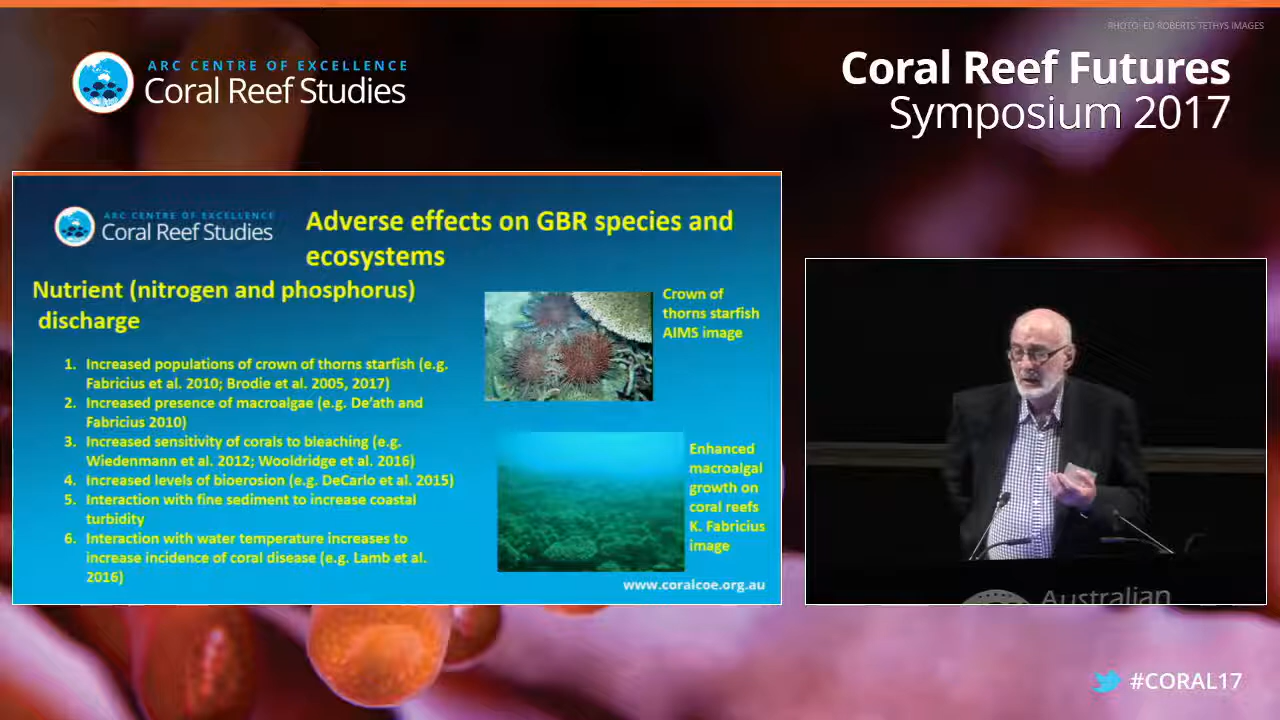 PHOTO: ED ROBERTS TETHYS IMAGES
ARC CENTRE OF EXCELLENCE
Coral Reef Studies
Coral Reef Futures
Symposium 2017
ARC CENTRE OF EXCELLENCE
Coral Reef Studies
Adverse effects on GBR species and
ecosystems
Nutrient (nitrogen and phosphorus)
discharge
1. Increased populations of crown of thorns starfish (e.g.
Fabricius et al. 2010; Brodie et al. 2005, 2017)
2. Increased presence of macroalgae (e.g. De’ath and
Fabricius 2010)
3. Increased sensitivity of corals to bleaching (e.g.
Wiedenmann et al. 2012; Wooldridge et al. 2016)
4. Increased levels of bioerosion (e.g. DeCarlo et al. 2015)
5. Interaction with fine sediment to increase coastal
turbidity
6. Interaction with water temperature increases to
increase incidence of coral disease (e.g. Lamb et al.
2016)
Crown of
thorns starfish
AIMS image
Enhanced
macroalgal
growth on
coral reefs
K. Fabricius
image
www.coralcoe.org.au
Australian
#CORAL17